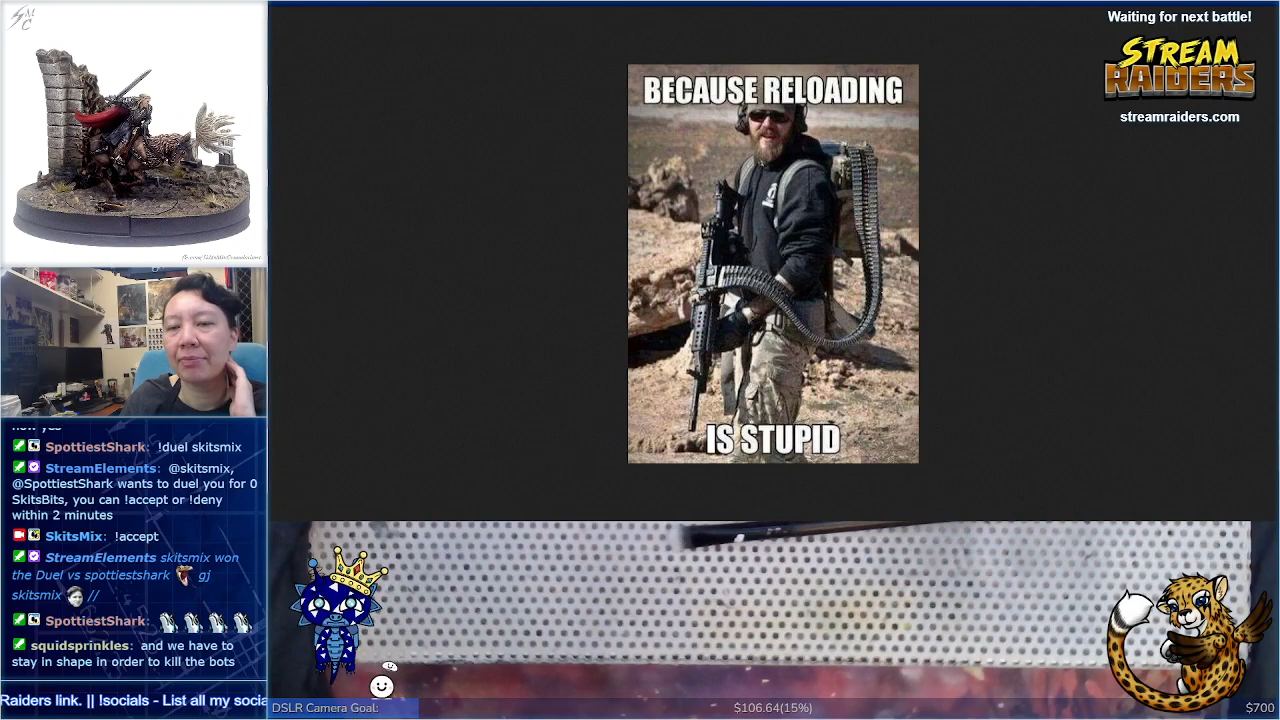 SMC
BECAUSE RELOADING
IS STUPID
Waiting for next battle!
STREAM
RAIDERS
streamraiders.com
now yes
SpottiestShark: !duel skitsmix
StreamElements: @skitsmix,
@SpottiestShark wants to duel you for 0
SkitsBits, you can !accept or !deny
within 2 minutes
SkitsMix: !accept
StreamElements skitsmix won
the Duel vs spottiestshark gj
skitsmix //
SpottiestShark:
squidsprinkles: and we have to
stay in shape in order to kill the bots
Raiders link. || !socials - List all my socia
DSLR Camera Goal:
$106.64(15%)
$700